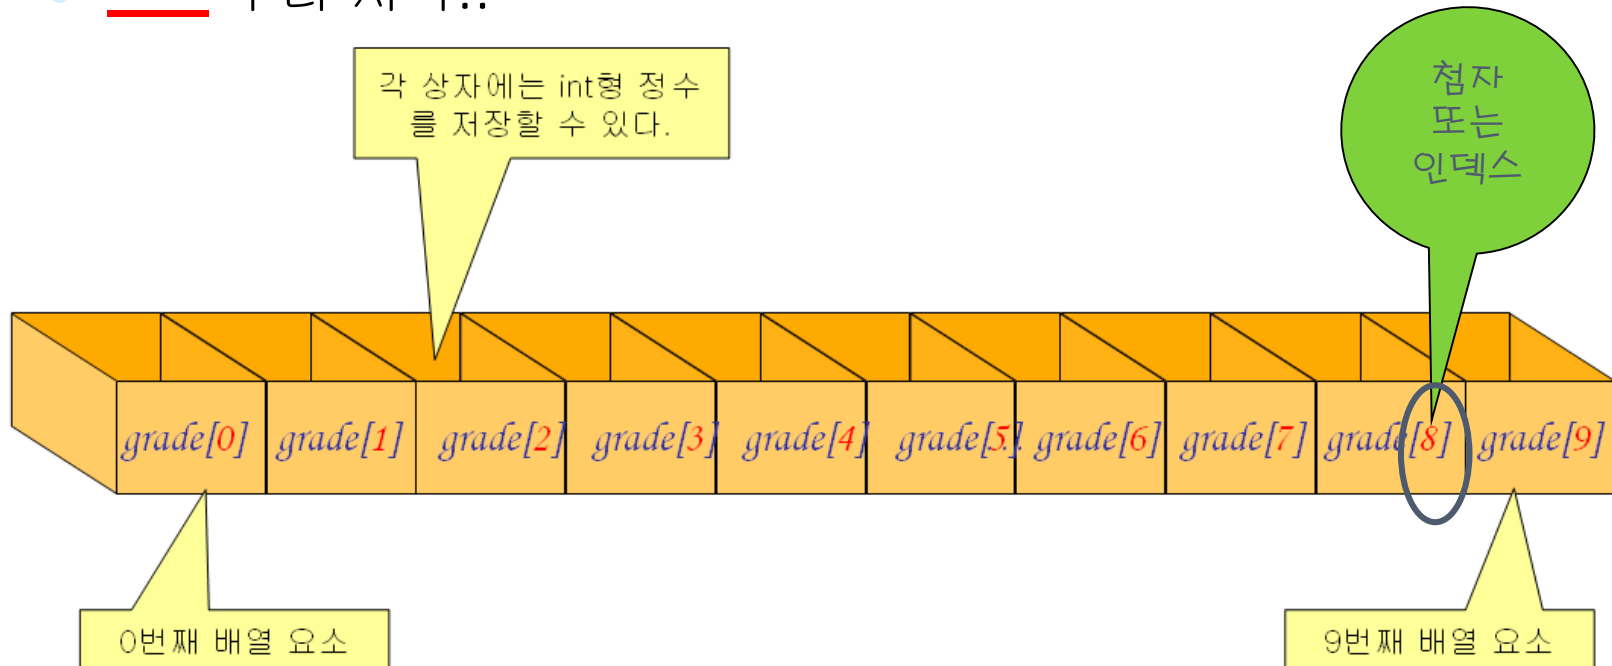 각 상자에는 int형 정수
를 저장할 수 있다.
첨자
또는
인덱스
grade[0] grade[1] grade[2] grade[3] grade[4] grade[5] grade[6] grade[7] grade[8] grade[9]
0번째 배열 요소
9번째 배열 요소